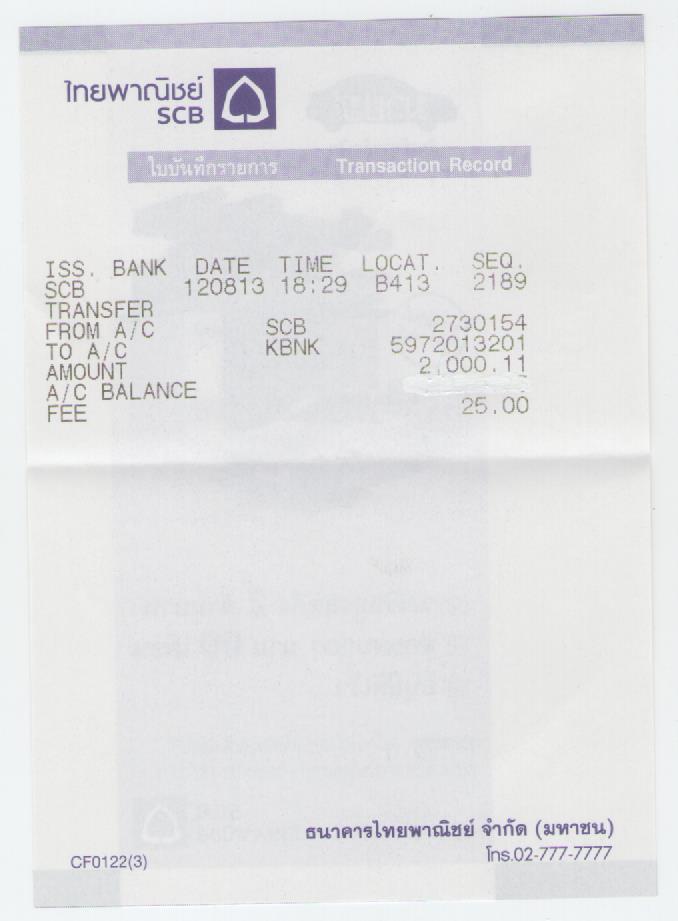 ไทยพาณิชย์
SCB
ใบบันทึกรายการ Transaction Record
ISS. BANK DATE TIME LOCAT. SEQ.
SCB 120813 18:29 B413 2189
TRANSFER
FROM A/C SCB 2730154
TO A/C KBNK 5972013201
AMOUNT 2,000.11
A/C BALANCE
FEE 25.00
ธนาคารไทยพาณิชย์ จำกัด (มหาชน)
CF0122(3) โทร.02-777-7777